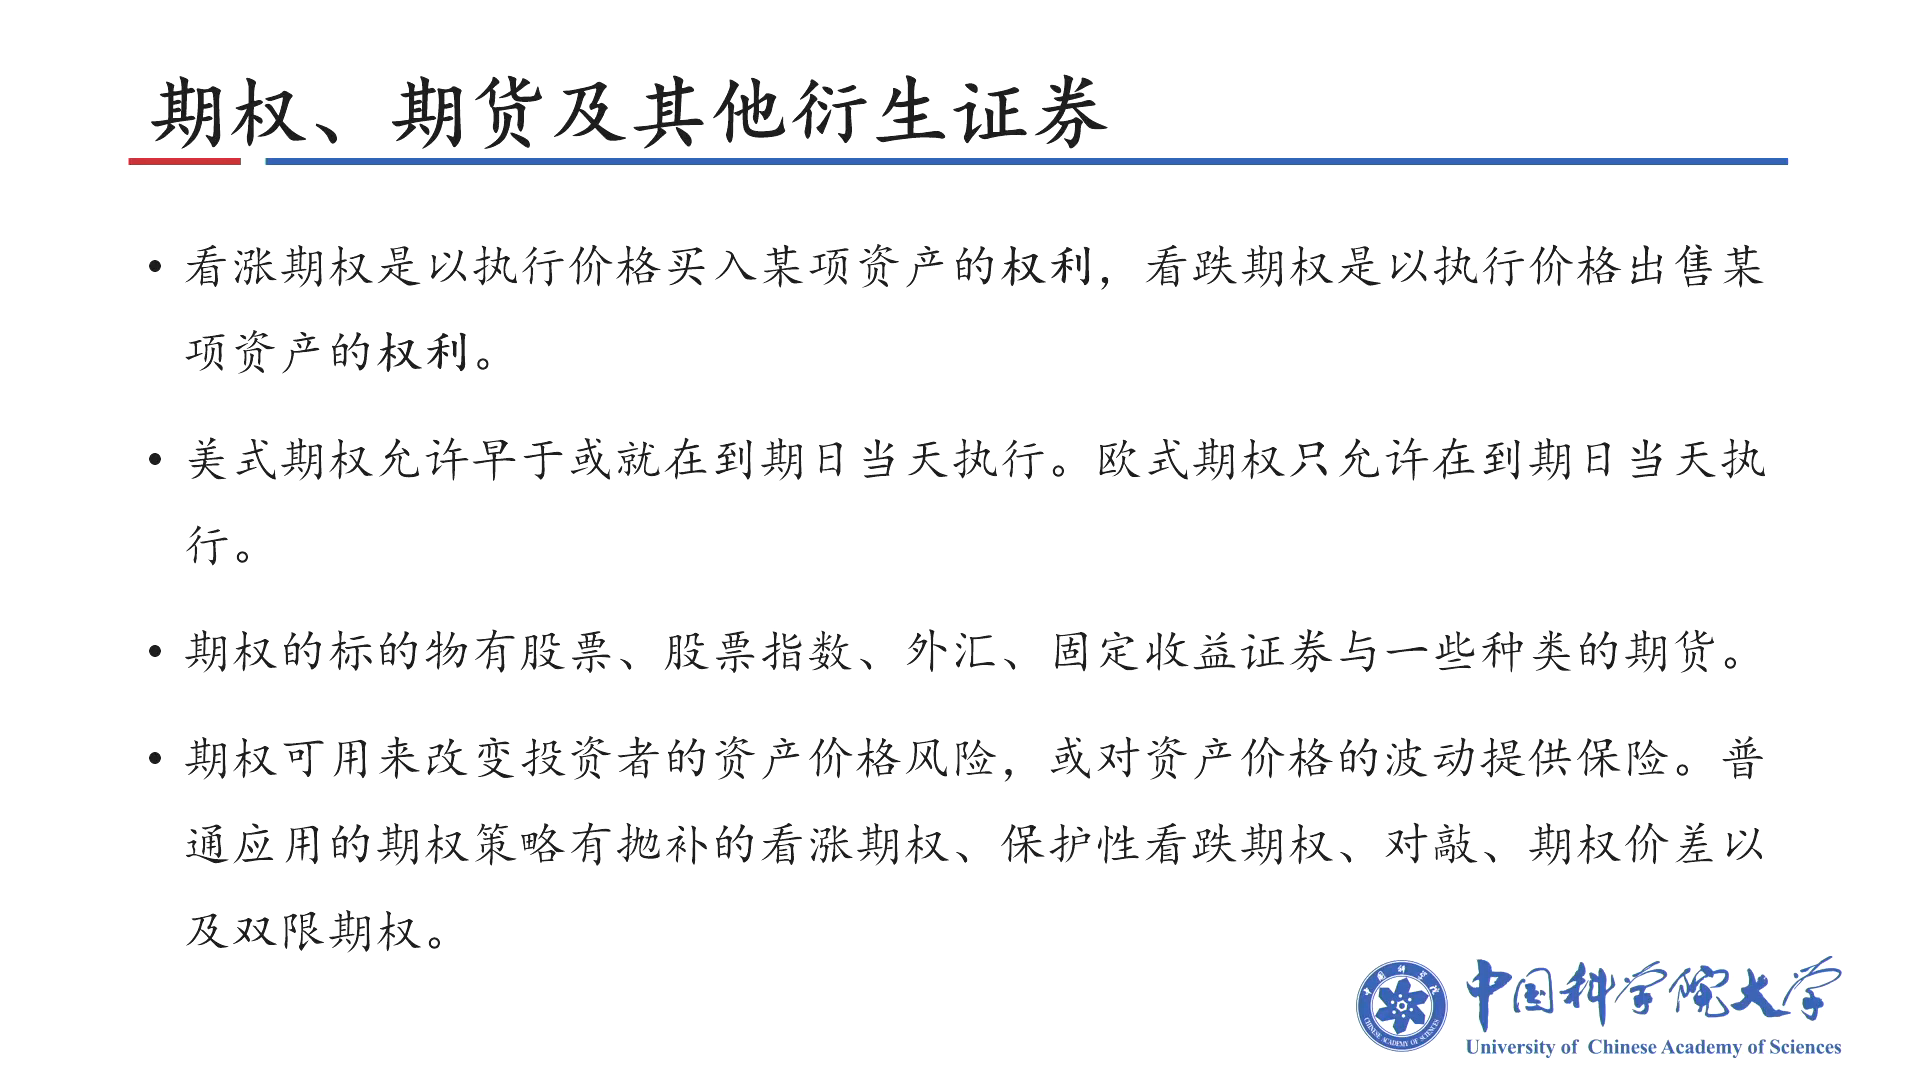 期权、期货及其他衍生证券
• 看涨期权是以执行价格买入某项资产的权利，看跌期权是以执行价格出售某
项资产的权利。
• 美式期权允许早于或就在到期日当天执行。欧式期权只允许在到期日当天执
行。
• 期权的标的物有股票、股票指数、外汇、固定收益证券与一些种类的期货。
• 期权可用来改变投资者的资产价格风险，或对资产价格的波动提供保险。普
通应用的期权策略有抛补的看涨期权、保护性看跌期权、对敲、期权价差以
及双限期权。
中国科学院
CHINESE ACADEMY OF SCIENCES
中国科学院大学
University of Chinese Academy of Sciences